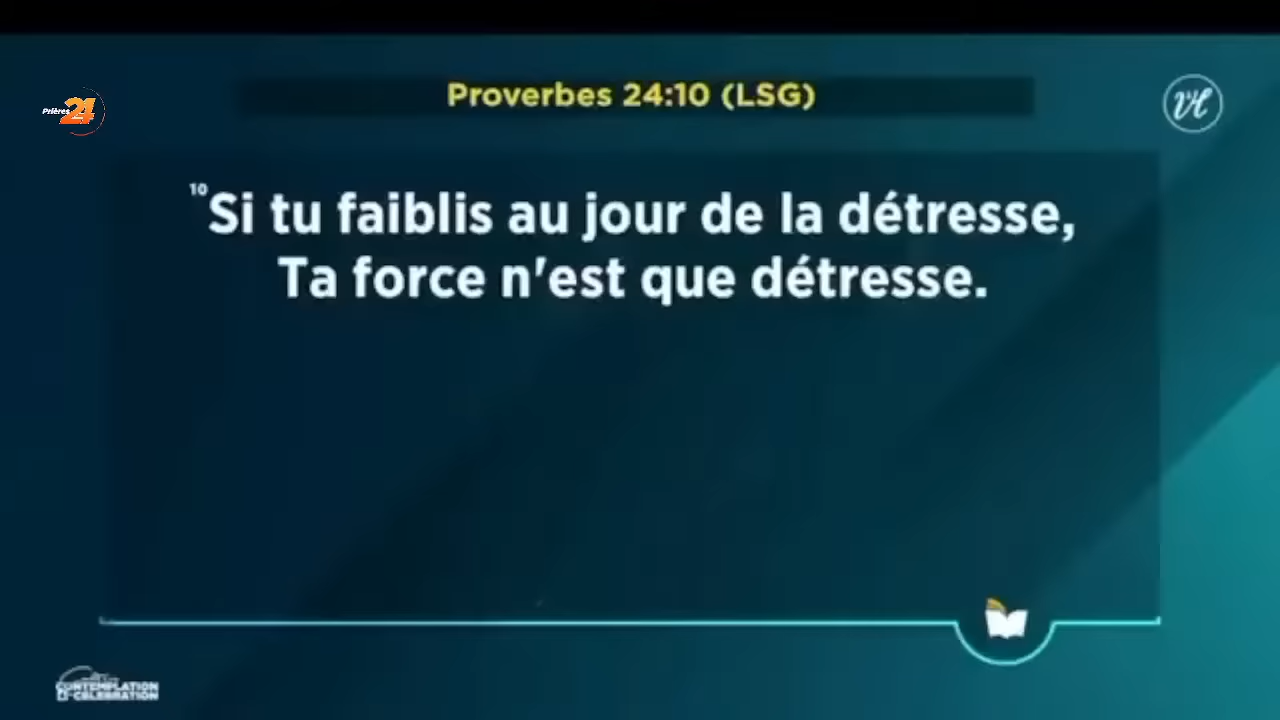 Proverbes 24:10 (LSG)
Prières 24
10 Si tu faiblis au jour de la détresse,
Ta force n'est que détresse.
CONTEMPLATION
& CELEBRATION